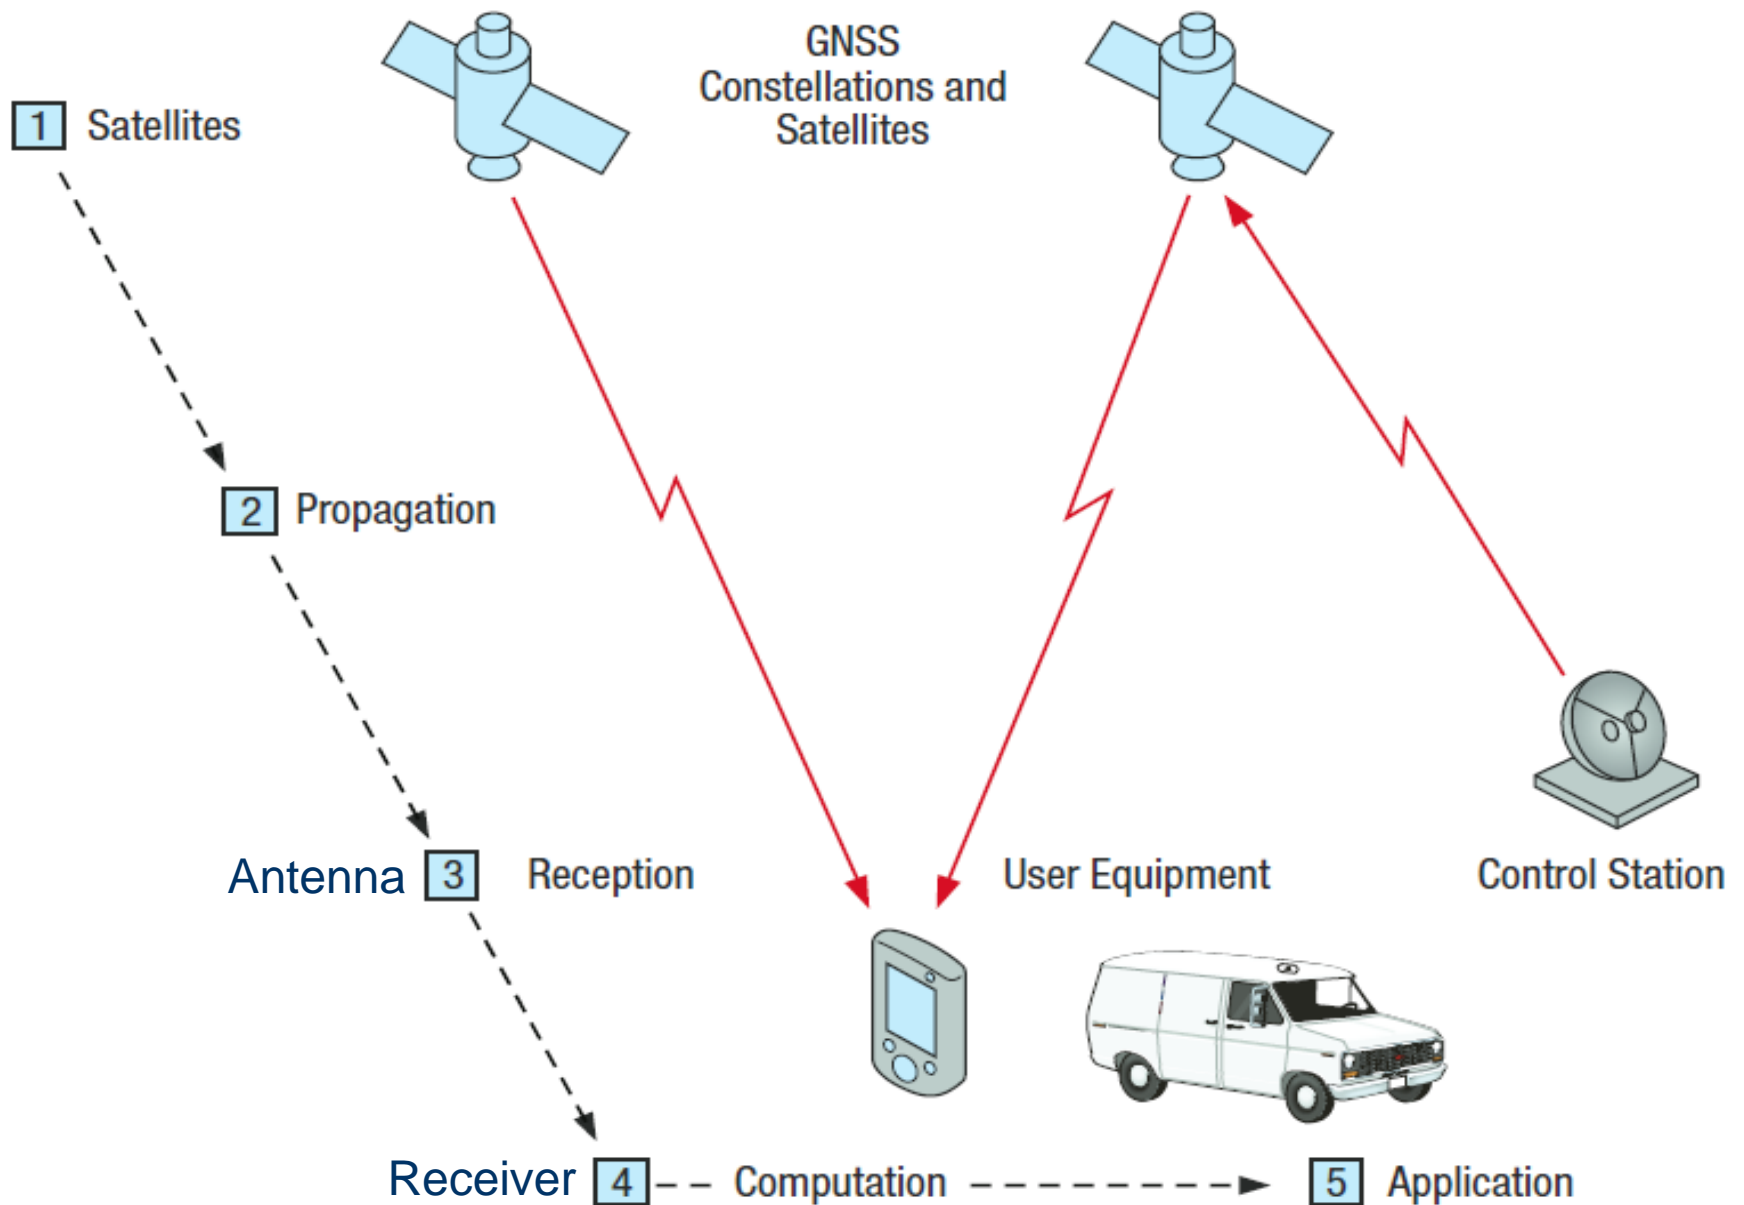 GNSS
Constellations and
Satellites
1 Satellites
2 Propagation
Antenna 3 Reception
User Equipment
Control Station
Receiver 4 Computation
5 Application